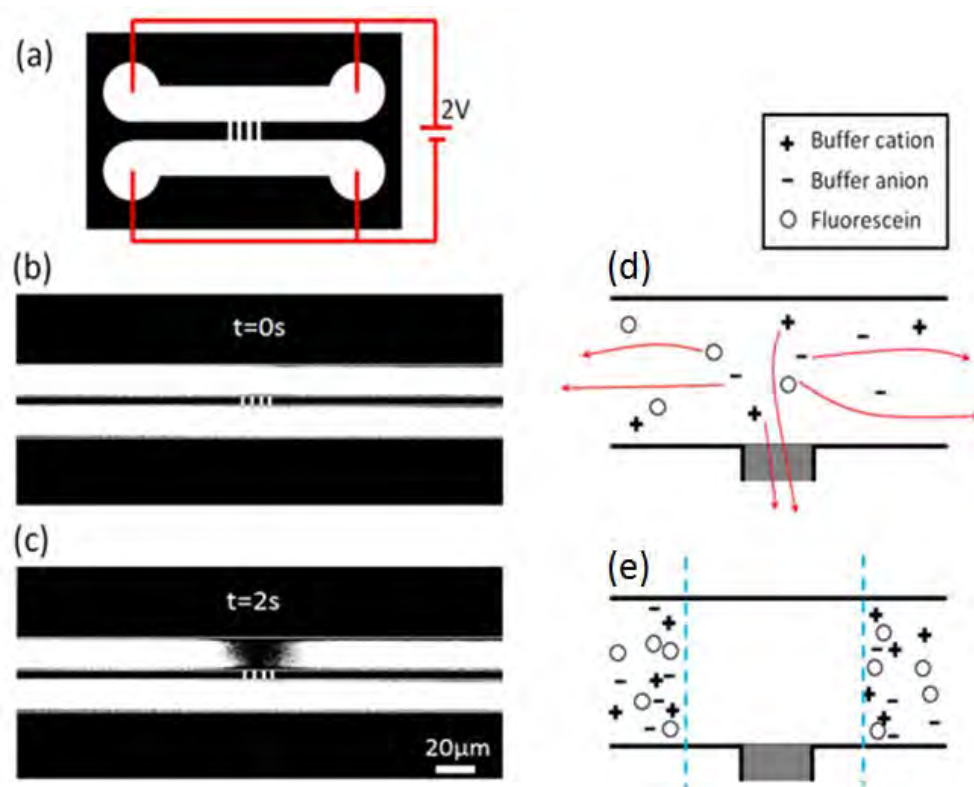 (a)
2V
+ Buffer cation
- Buffer anion
○ Fluorescein
(b)
t=0s
(c)
t=2s
20μm
(d)
(e)